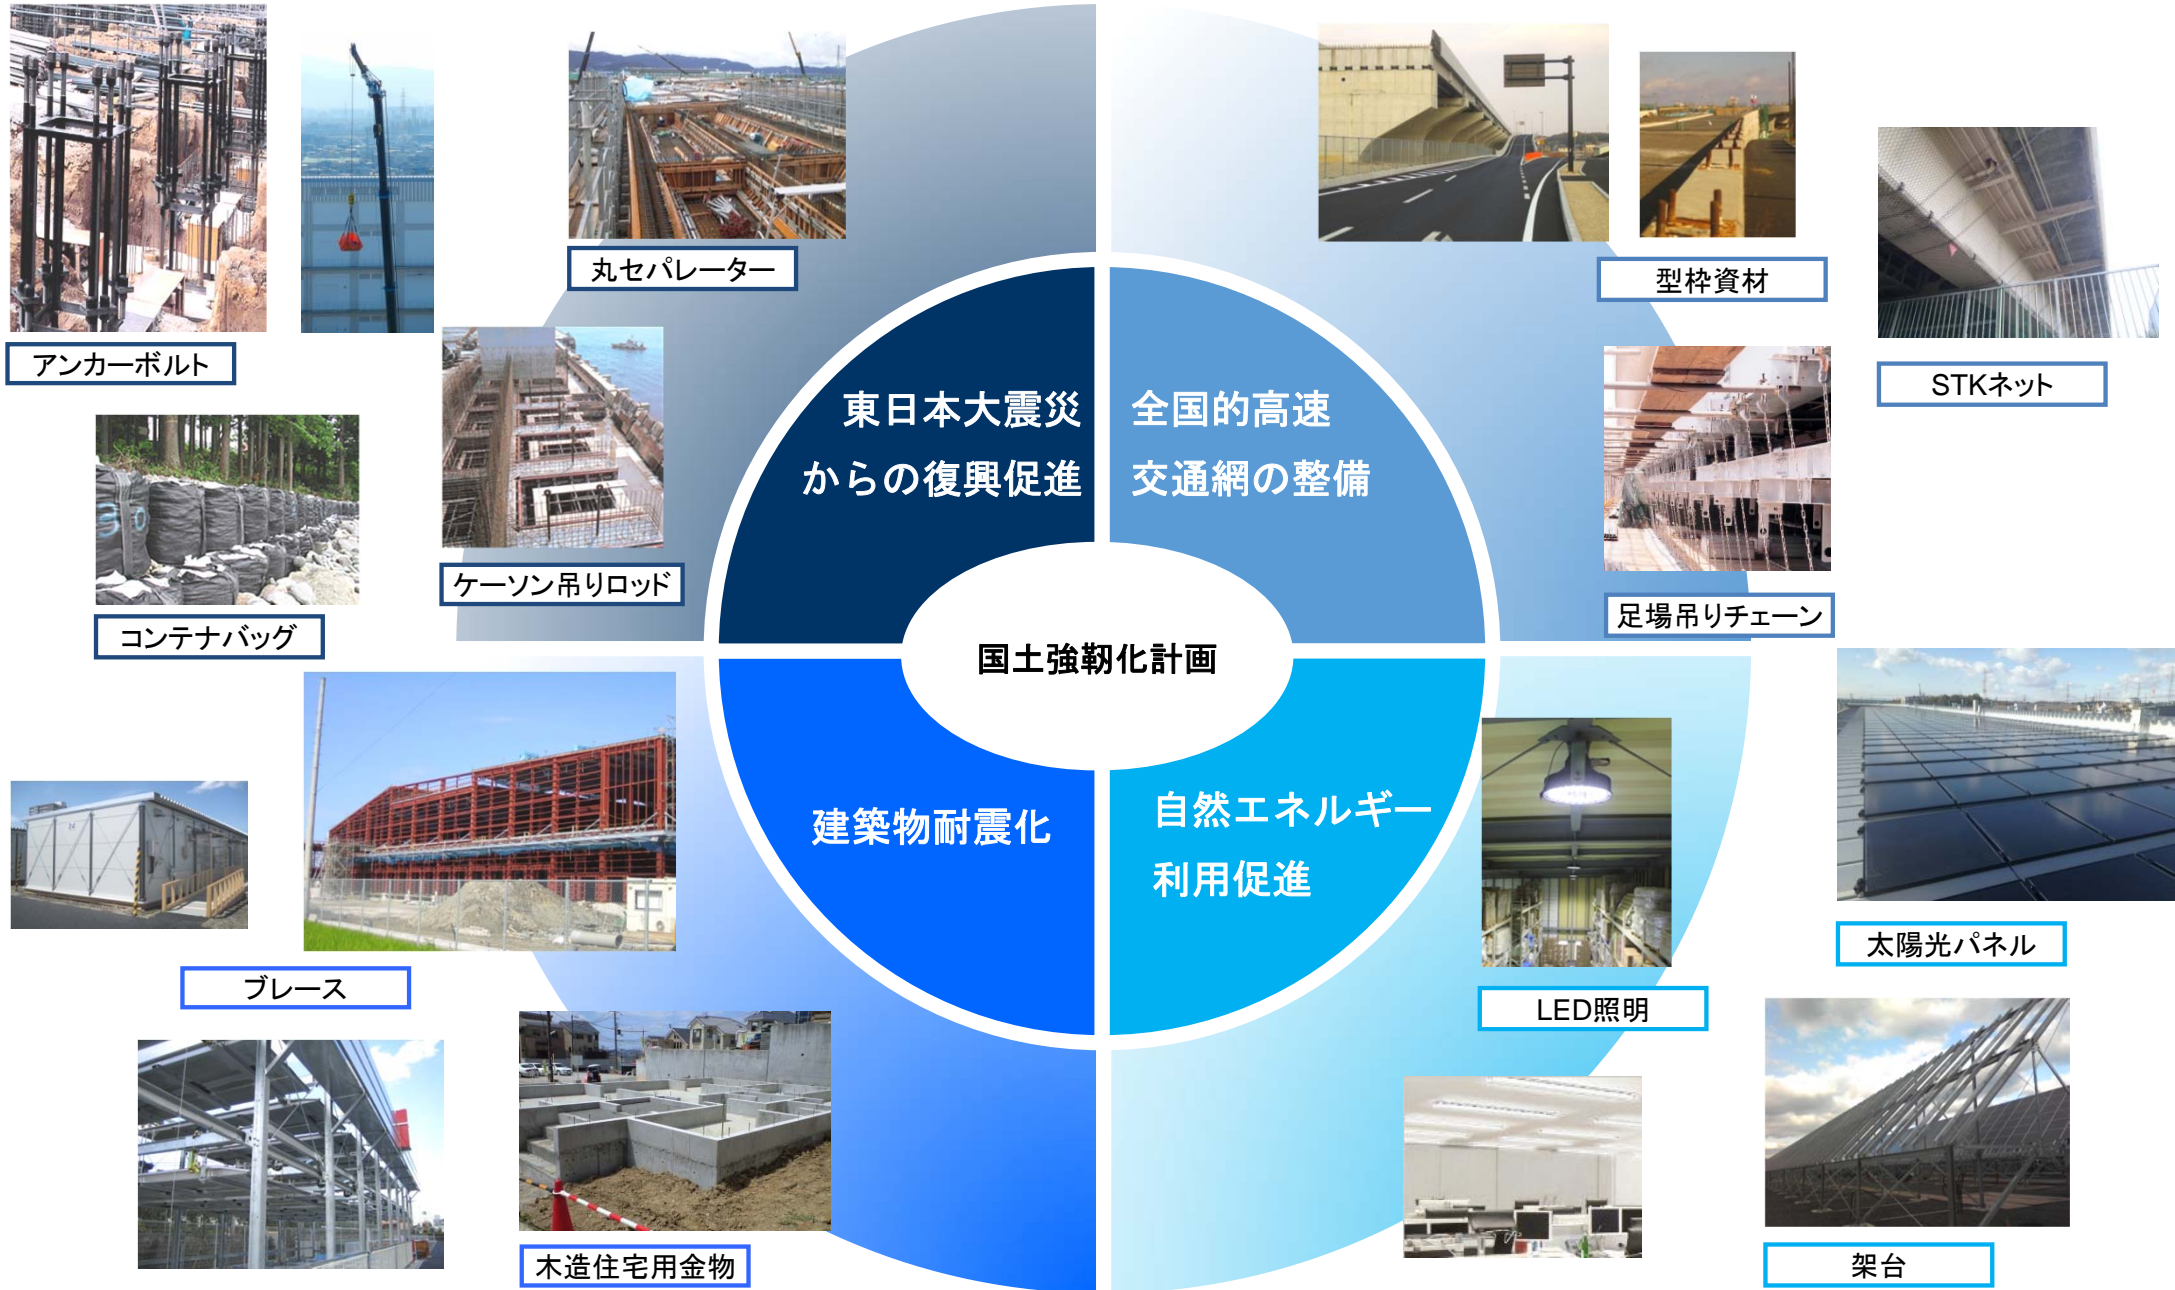 丸セパレーター
型枠資材
アンカーボルト
STKネット
東日本大震災
からの復興促進
全国的高速
交通網の整備
ケーソン吊りロッド
足場吊りチェーン
コンテナバッグ
国土強靭化計画
建築物耐震化
自然エネルギー
利用促進
太陽光パネル
ブレース
LED照明
木造住宅用金物
架台